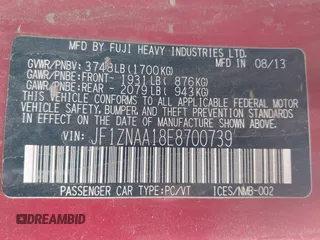 MFD. BY FUJI HEAVY INDUSTRIES LTD.
GVWR/PNBV: 3748LB(1700KG) IN 08/13
GAWR/PNBE:FRONT- 1931LB( 876KG)
GAWR/PNBE:REAR - 2079LB( 943KG)
THIS VEHICLE CONFORMS TO ALL APPLICABLE FEDERAL MOTOR VEHICLE
SAFETY, BUMPER, AND THEFT PREVENTION STANDARDS IN EFFECT ON THE DATE
OF MANUFACTURE SHOWN ABOVE.
VIN: JF1ZNAA18E8700739
PASSENGER CAR TYPE:PC/VT ICES/NMB-002
DREAMBID